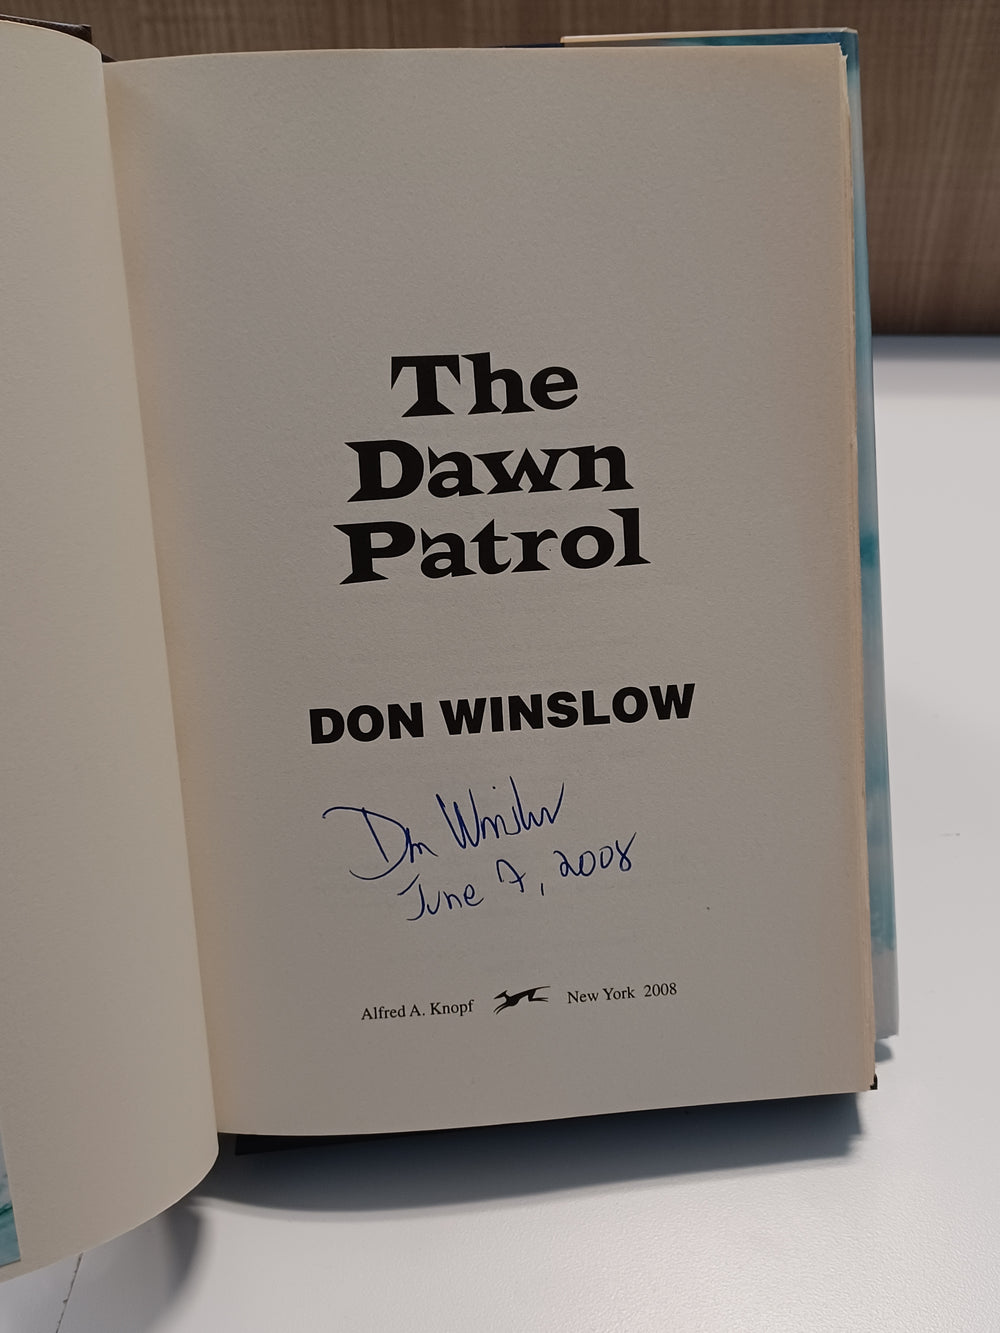 The
Dawn
Patrol
DON WINSLOW
Don Winslow
June 7, 2008
Alfred A. Knopf New York 2008